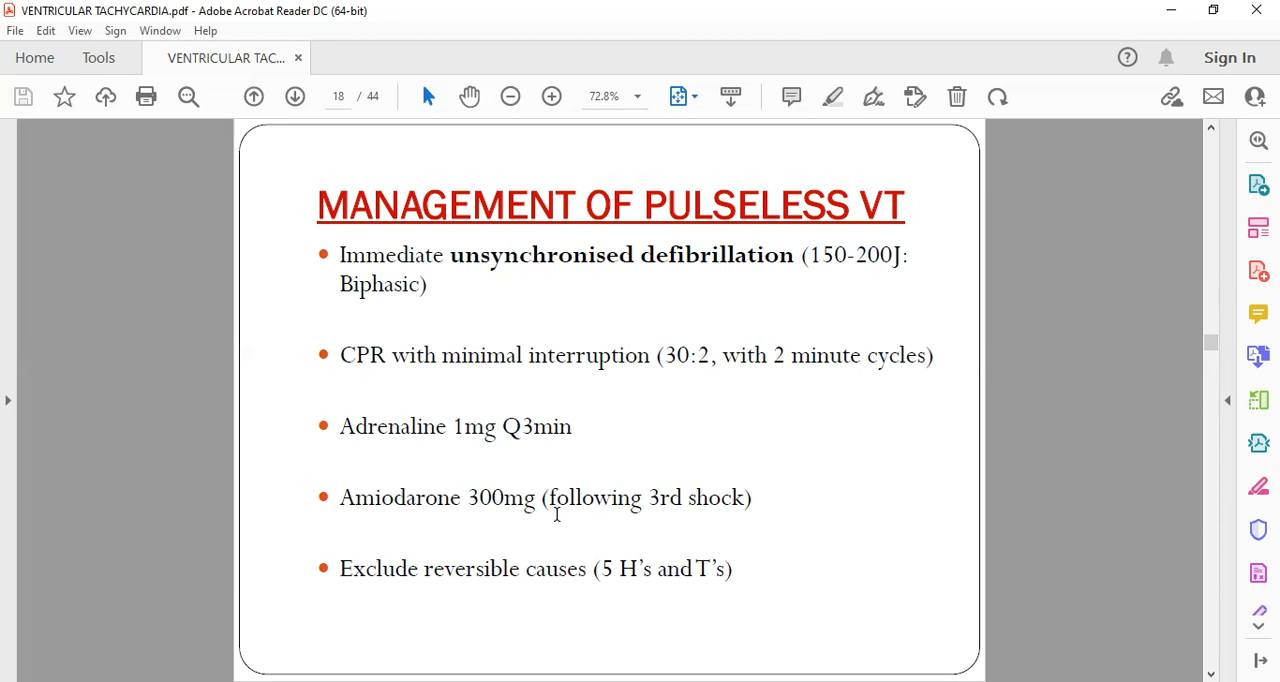 VENTRICULAR TACHYCARDIA.pdf - Adobe Acrobat Reader DC (64-bit)
File Edit View Sign Window Help
Home Tools VENTRICULAR TAC... × Sign In
18 / 44 72.8%
MANAGEMENT OF PULSELESS VT
• Immediate unsynchronised defibrillation (150-200J:
Biphasic)
• CPR with minimal interruption (30:2, with 2 minute cycles)
• Adrenaline 1mg Q3min
• Amiodarone 300mg (following 3rd shock)
• Exclude reversible causes (5 H’s and T’s)